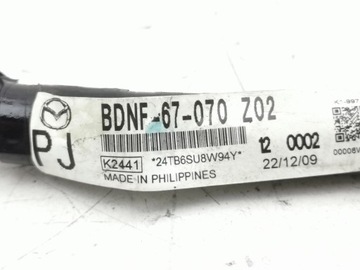 BDNF-67-070 Z02
PJ
K2441
*24TB6SU8W94Y*
12 0002
22/12/09
MADE IN PHILIPPINES